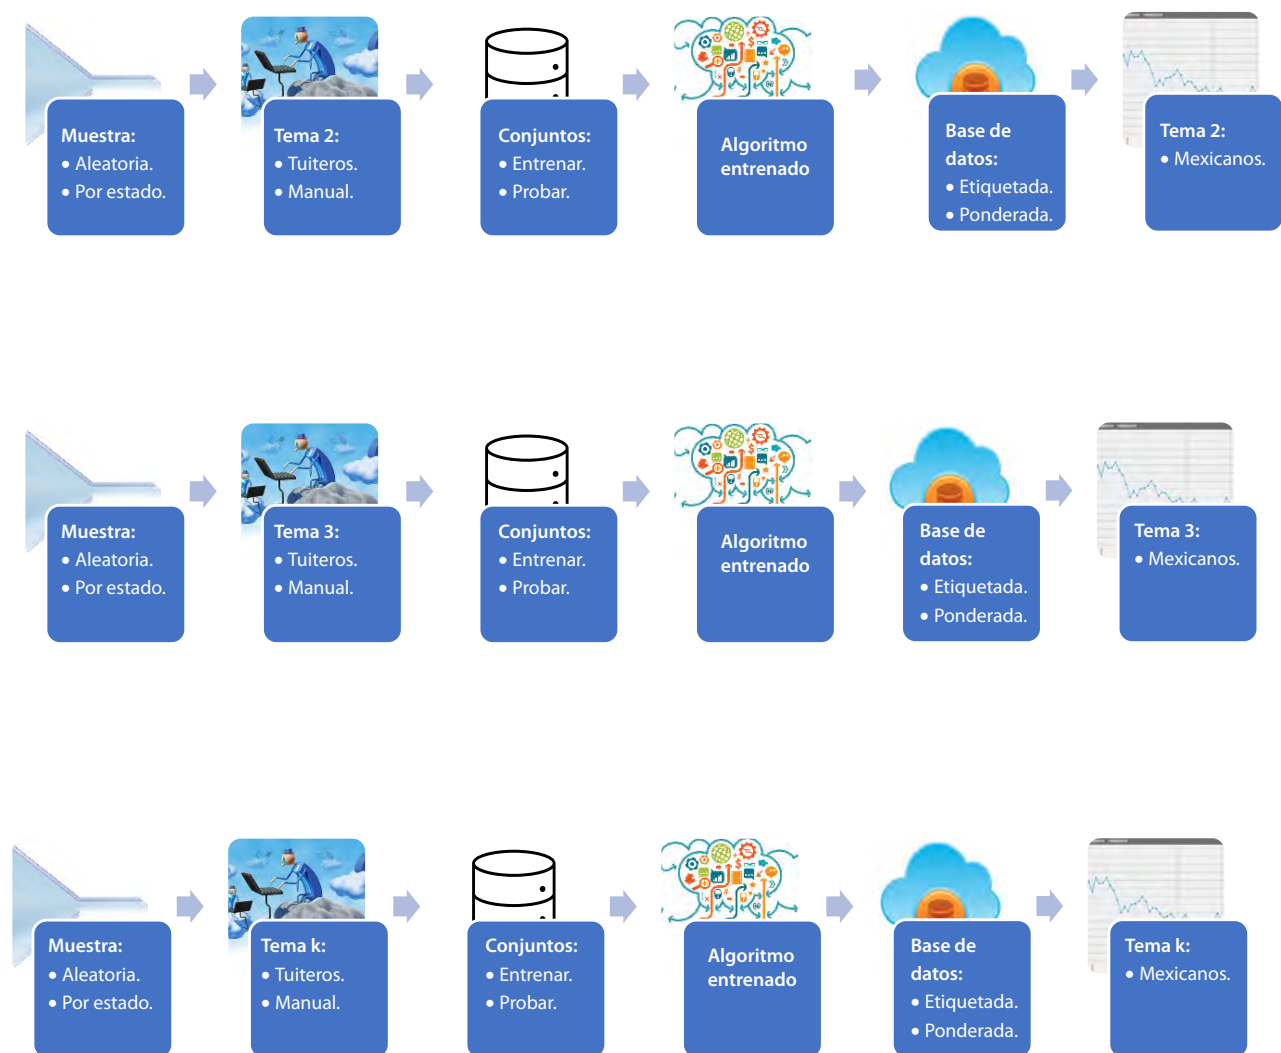 Muestra:
• Aleatoria.
• Por estado.
Tema 2:
• Tuiteros.
• Manual.
Conjuntos:
• Entrenar.
• Probar.
Algoritmo
entrenado
Base de
datos:
• Etiquetada.
• Ponderada.
Tema 2:
• Mexicanos.
Muestra:
• Aleatoria.
• Por estado.
Tema 3:
• Tuiteros.
• Manual.
Conjuntos:
• Entrenar.
• Probar.
Algoritmo
entrenado
Base de
datos:
• Etiquetada.
• Ponderada.
Tema 3:
• Mexicanos.
Muestra:
• Aleatoria.
• Por estado.
Tema k:
• Tuiteros.
• Manual.
Conjuntos:
• Entrenar.
• Probar.
Algoritmo
entrenado
Base de
datos:
• Etiquetada.
• Ponderada.
Tema k:
• Mexicanos.